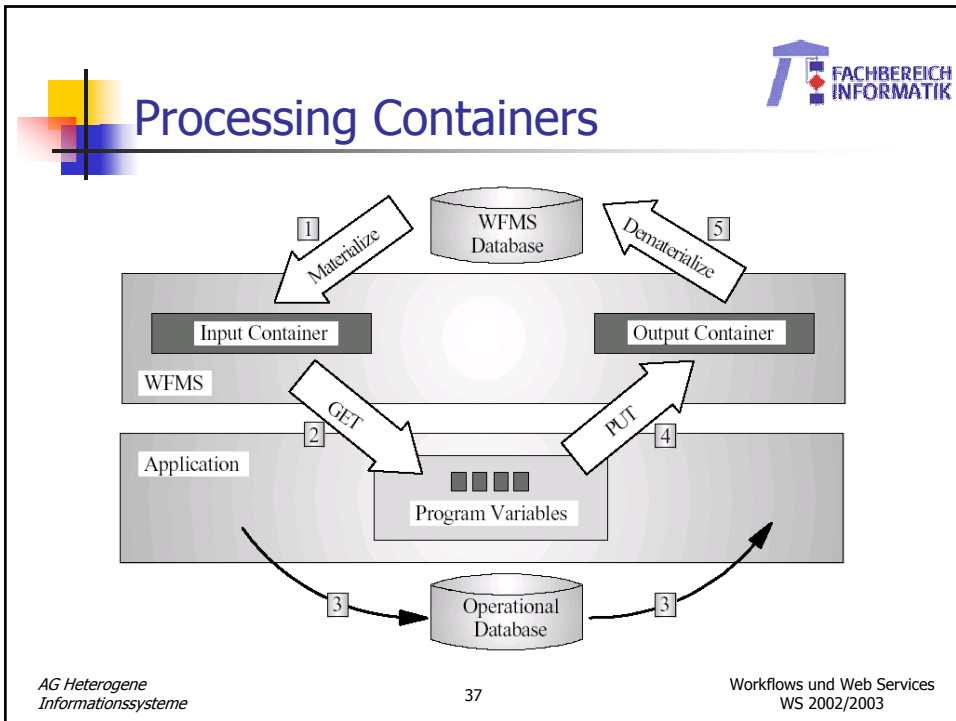 FACHBEREICH
INFORMATIK
Processing Containers
WFMS
Database
1
Materialize
5
Dematerialize
Input Container
Output Container
WFMS
GET
2
PUT
4
Application
Program Variables
3
Operational
Database
3
AG Heterogene
Informationssysteme
37
Workflows und Web Services
WS 2002/2003